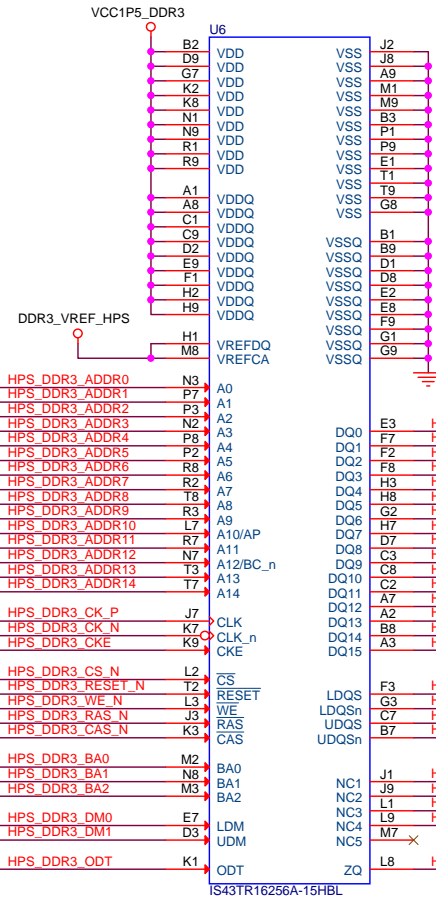 VCC1P5_DDR3
U6
B2 VDD VSS J2
D9 VDD VSS J8
G7 VDD VSS A9
K2 VDD VSS M1
K8 VDD VSS M9
N1 VDD VSS B3
N9 VDD VSS P1
R1 VDD VSS P9
R9 VDD VSS E1
VSS T1
A1 VDDQ VSS T9
A8 VDDQ VSS G8
C1 VDDQ
C9 VDDQ VSSQ B1
D2 VDDQ VSSQ B9
E9 VDDQ VSSQ D1
F1 VDDQ VSSQ D8
H2 VDDQ VSSQ E2
H9 VDDQ VSSQ E8
DDR3_VREF_HPS VSSQ F9
H1 VREFDQ VSSQ G1
M8 VREFCA VSSQ G9
HPS_DDR3_ADDR0 N3 A0
HPS_DDR3_ADDR1 P7 A1
HPS_DDR3_ADDR2 P3 A2
HPS_DDR3_ADDR3 N2 A3 DQ0 E3
HPS_DDR3_ADDR4 P8 A4 DQ1 F7
HPS_DDR3_ADDR5 P2 A5 DQ2 F2
HPS_DDR3_ADDR6 R8 A6 DQ3 F8
HPS_DDR3_ADDR7 R2 A7 DQ4 H3
HPS_DDR3_ADDR8 T8 A8 DQ5 H8
HPS_DDR3_ADDR9 R3 A9 DQ6 G2
HPS_DDR3_ADDR10 L7 A10/AP DQ7 H7
HPS_DDR3_ADDR11 R7 A11 DQ8 D7
HPS_DDR3_ADDR12 N7 A12/BC_n DQ9 C3
HPS_DDR3_ADDR13 T3 A13 DQ10 C8
HPS_DDR3_ADDR14 T7 A14 DQ11 C2
DQ12 A7
HPS_DDR3_CK_P J7 CLK DQ13 A2
HPS_DDR3_CK_N K7 CLK_n DQ14 B8
HPS_DDR3_CKE K9 CKE DQ15 A3
HPS_DDR3_CS_N L2 CS
HPS_DDR3_RESET_N T2 RESET LDQS F3
HPS_DDR3_WE_N L3 WE LDQSn G3
HPS_DDR3_RAS_N J3 RAS UDQS C7
HPS_DDR3_CAS_N K3 CAS UDQSn B7
HPS_DDR3_BA0 M2 BA0
HPS_DDR3_BA1 N8 BA1 NC1 J1
HPS_DDR3_BA2 M3 BA2 NC2 J9
NC3 L1
HPS_DDR3_DM0 E7 LDM NC4 L9
HPS_DDR3_DM1 D3 UDM NC5 M7
HPS_DDR3_ODT K1 ODT ZQ L8
IS43TR16256A-15HBL